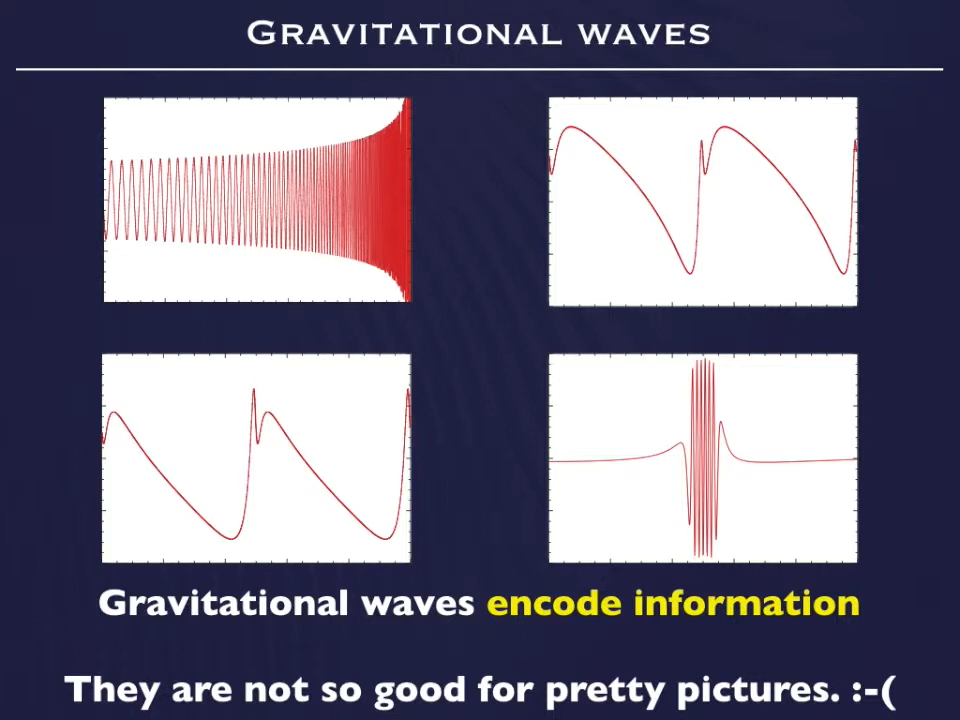 GRAVITATIONAL WAVES
Gravitational waves encode information
They are not so good for pretty pictures. :-(